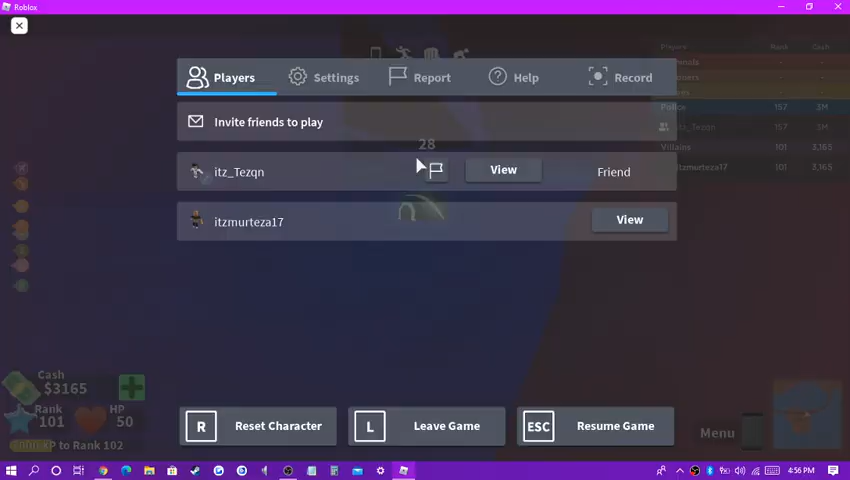 Roblox
Players
Settings
Report
Help
Record
Players
Rank
Cash
Invite friends to play
Police
157
3M
28
itz_Tezqn
157
3M
itz_Tezqn
View
Friend
Villains
101
3,165
itzmurteza17
101
3,165
itzmurteza17
View
Cash
$3165
Rank
101
HP
50
XP to Rank 102
R
Reset Character
L
Leave Game
ESC
Resume Game
Menu
4:56 PM